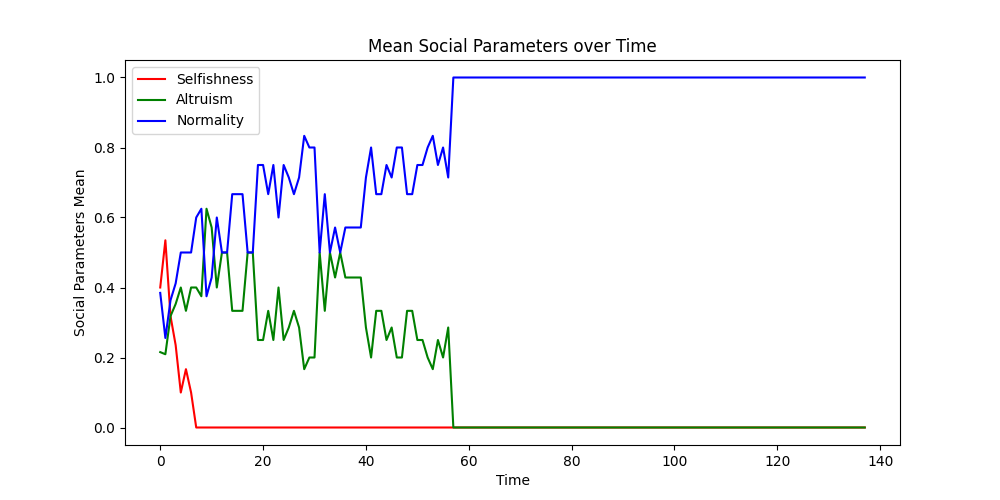 Mean Social Parameters over Time
Selfishness
Altruism
Normality
Social Parameters Mean
1.0
0.8
0.6
0.4
0.2
0.0
0 20 40 60 80 100 120 140
Time